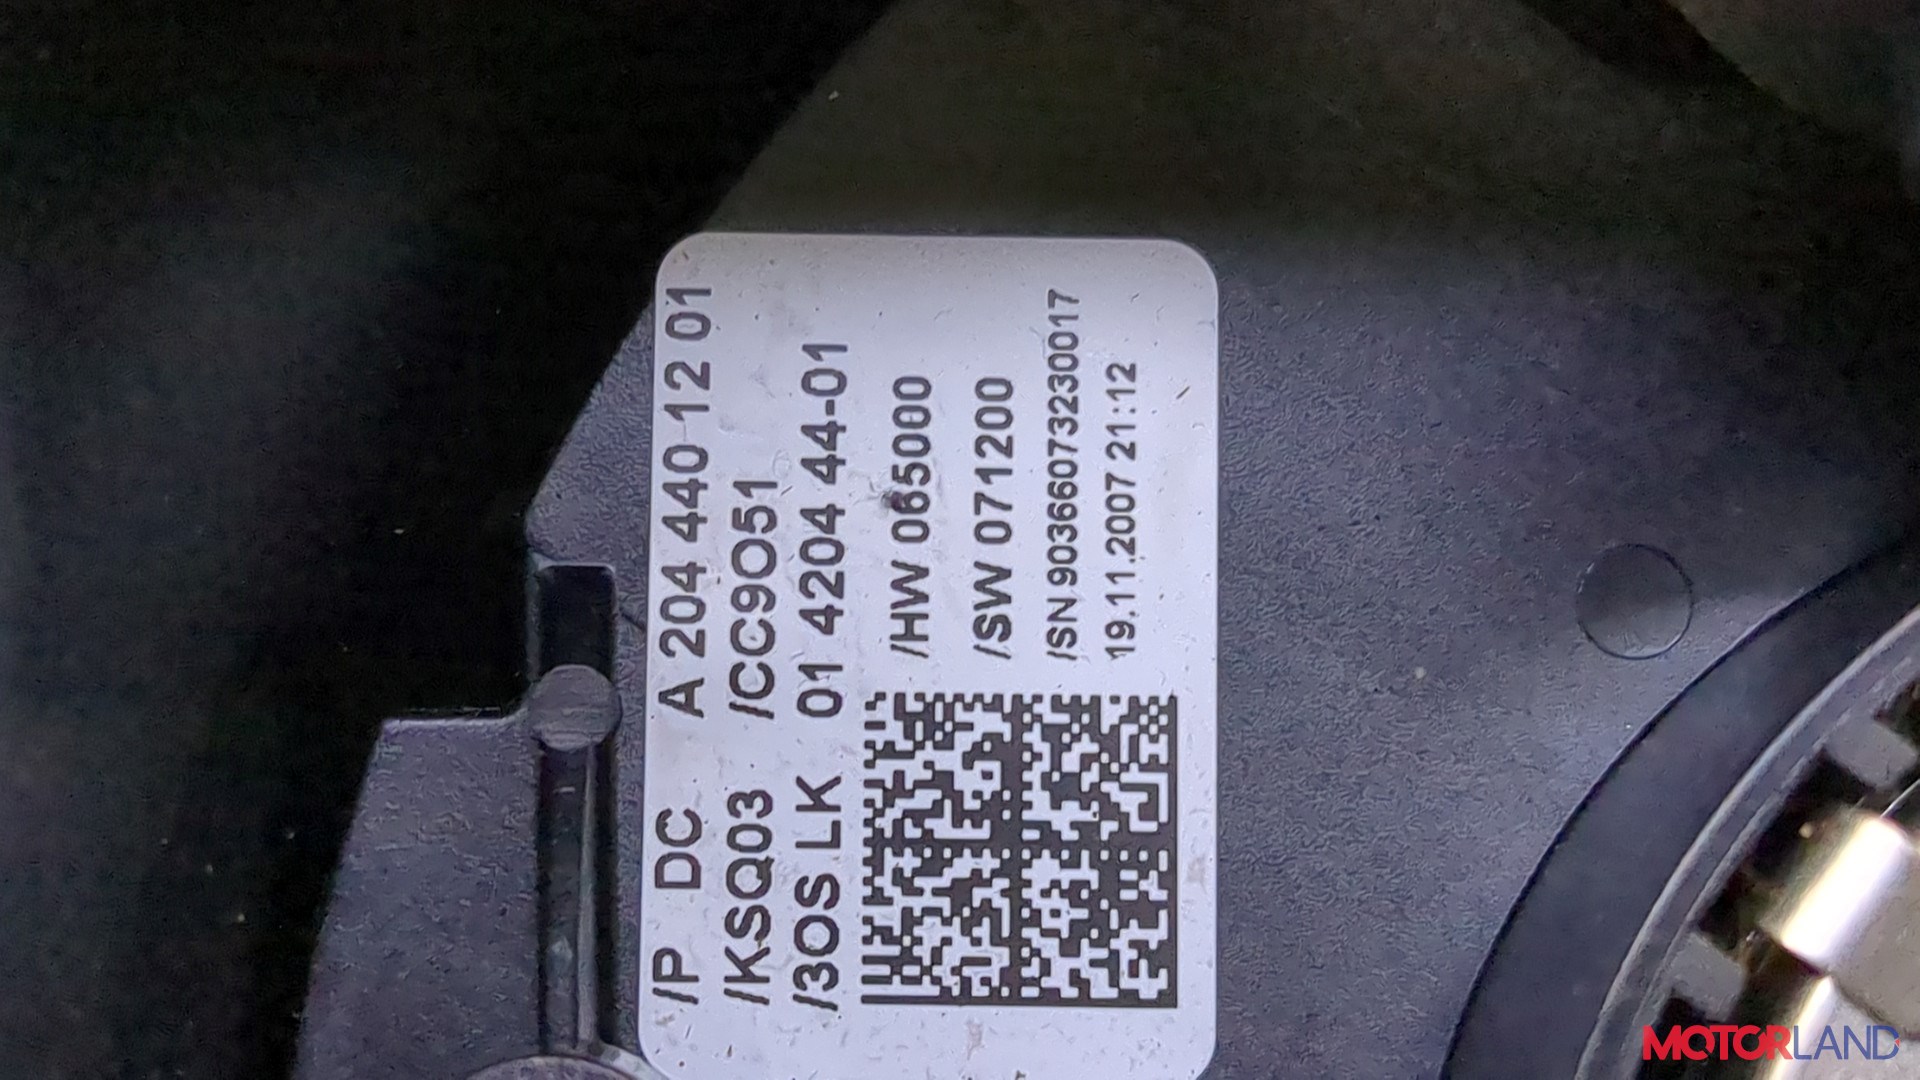 /P DC A 204 440 12 01
/KSQ03 /CC9O51
/3OS LK 01 4204 44-01
/HW 065000
/SW 071200
/SN 90366073230017
19.11.2007 21:12
MOTORLAND